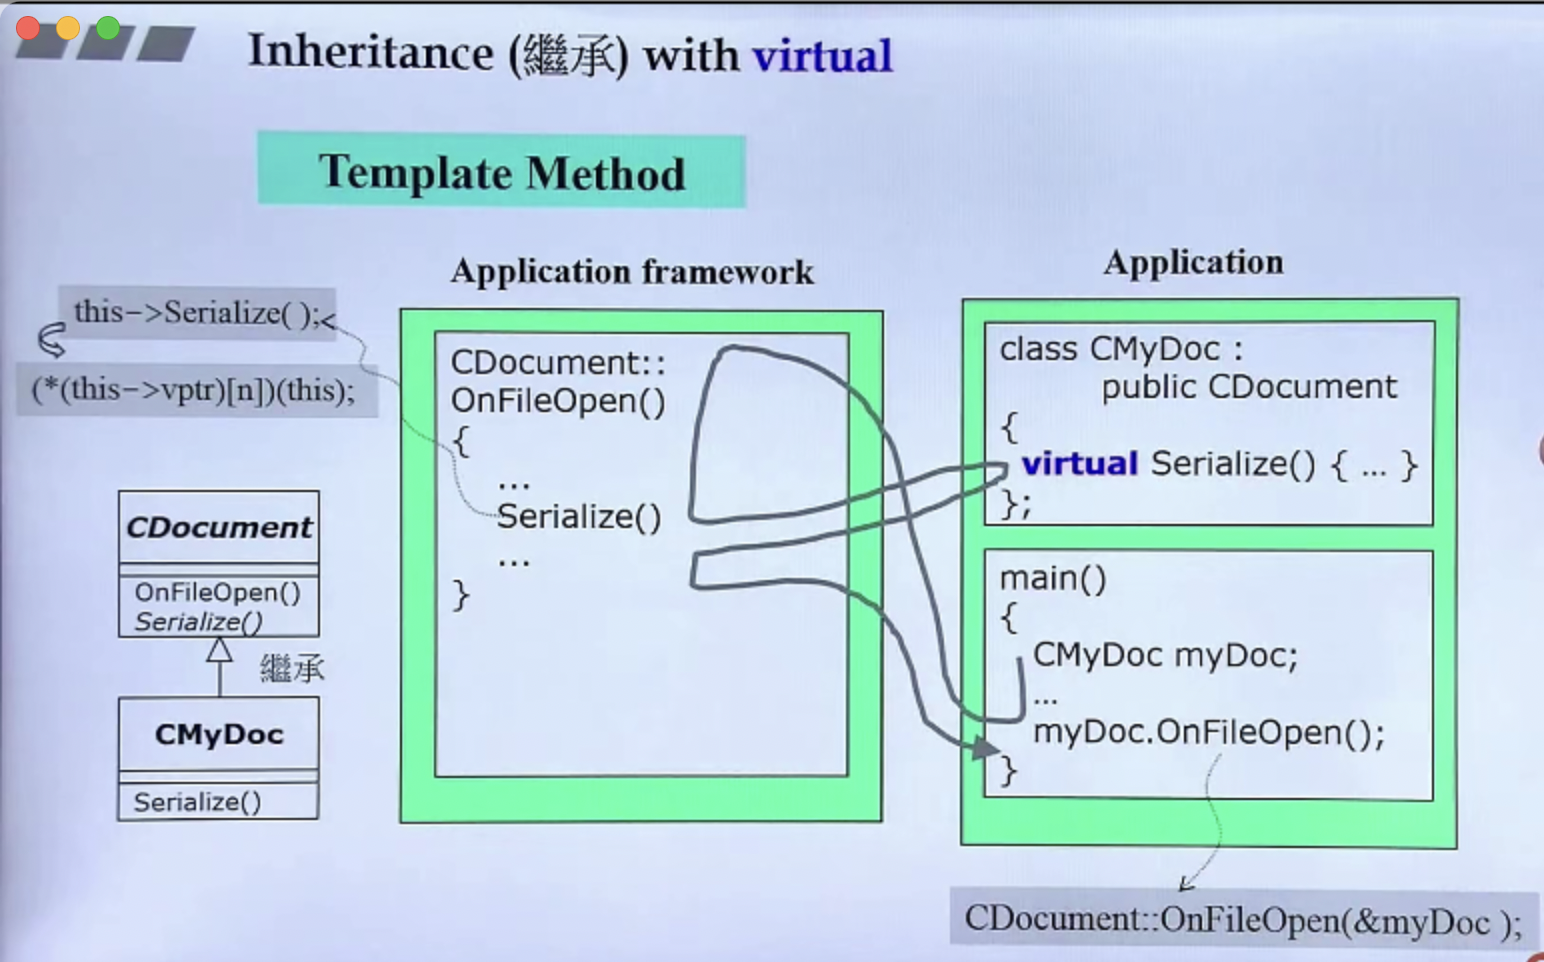 Inheritance (繼承) with virtual
Template Method
Application framework
Application
this->Serialize( );
(*(this->vptr)[n])(this);
CDocument::
OnFileOpen()
{
...
Serialize()
...
}
class CMyDoc :
public CDocument
{
virtual Serialize() { ... }
};
main()
{
CMyDoc myDoc;
...
myDoc.OnFileOpen();
}
CDocument::OnFileOpen(&myDoc );
CDocument
OnFileOpen()
Serialize()
繼承
CMyDoc
Serialize()